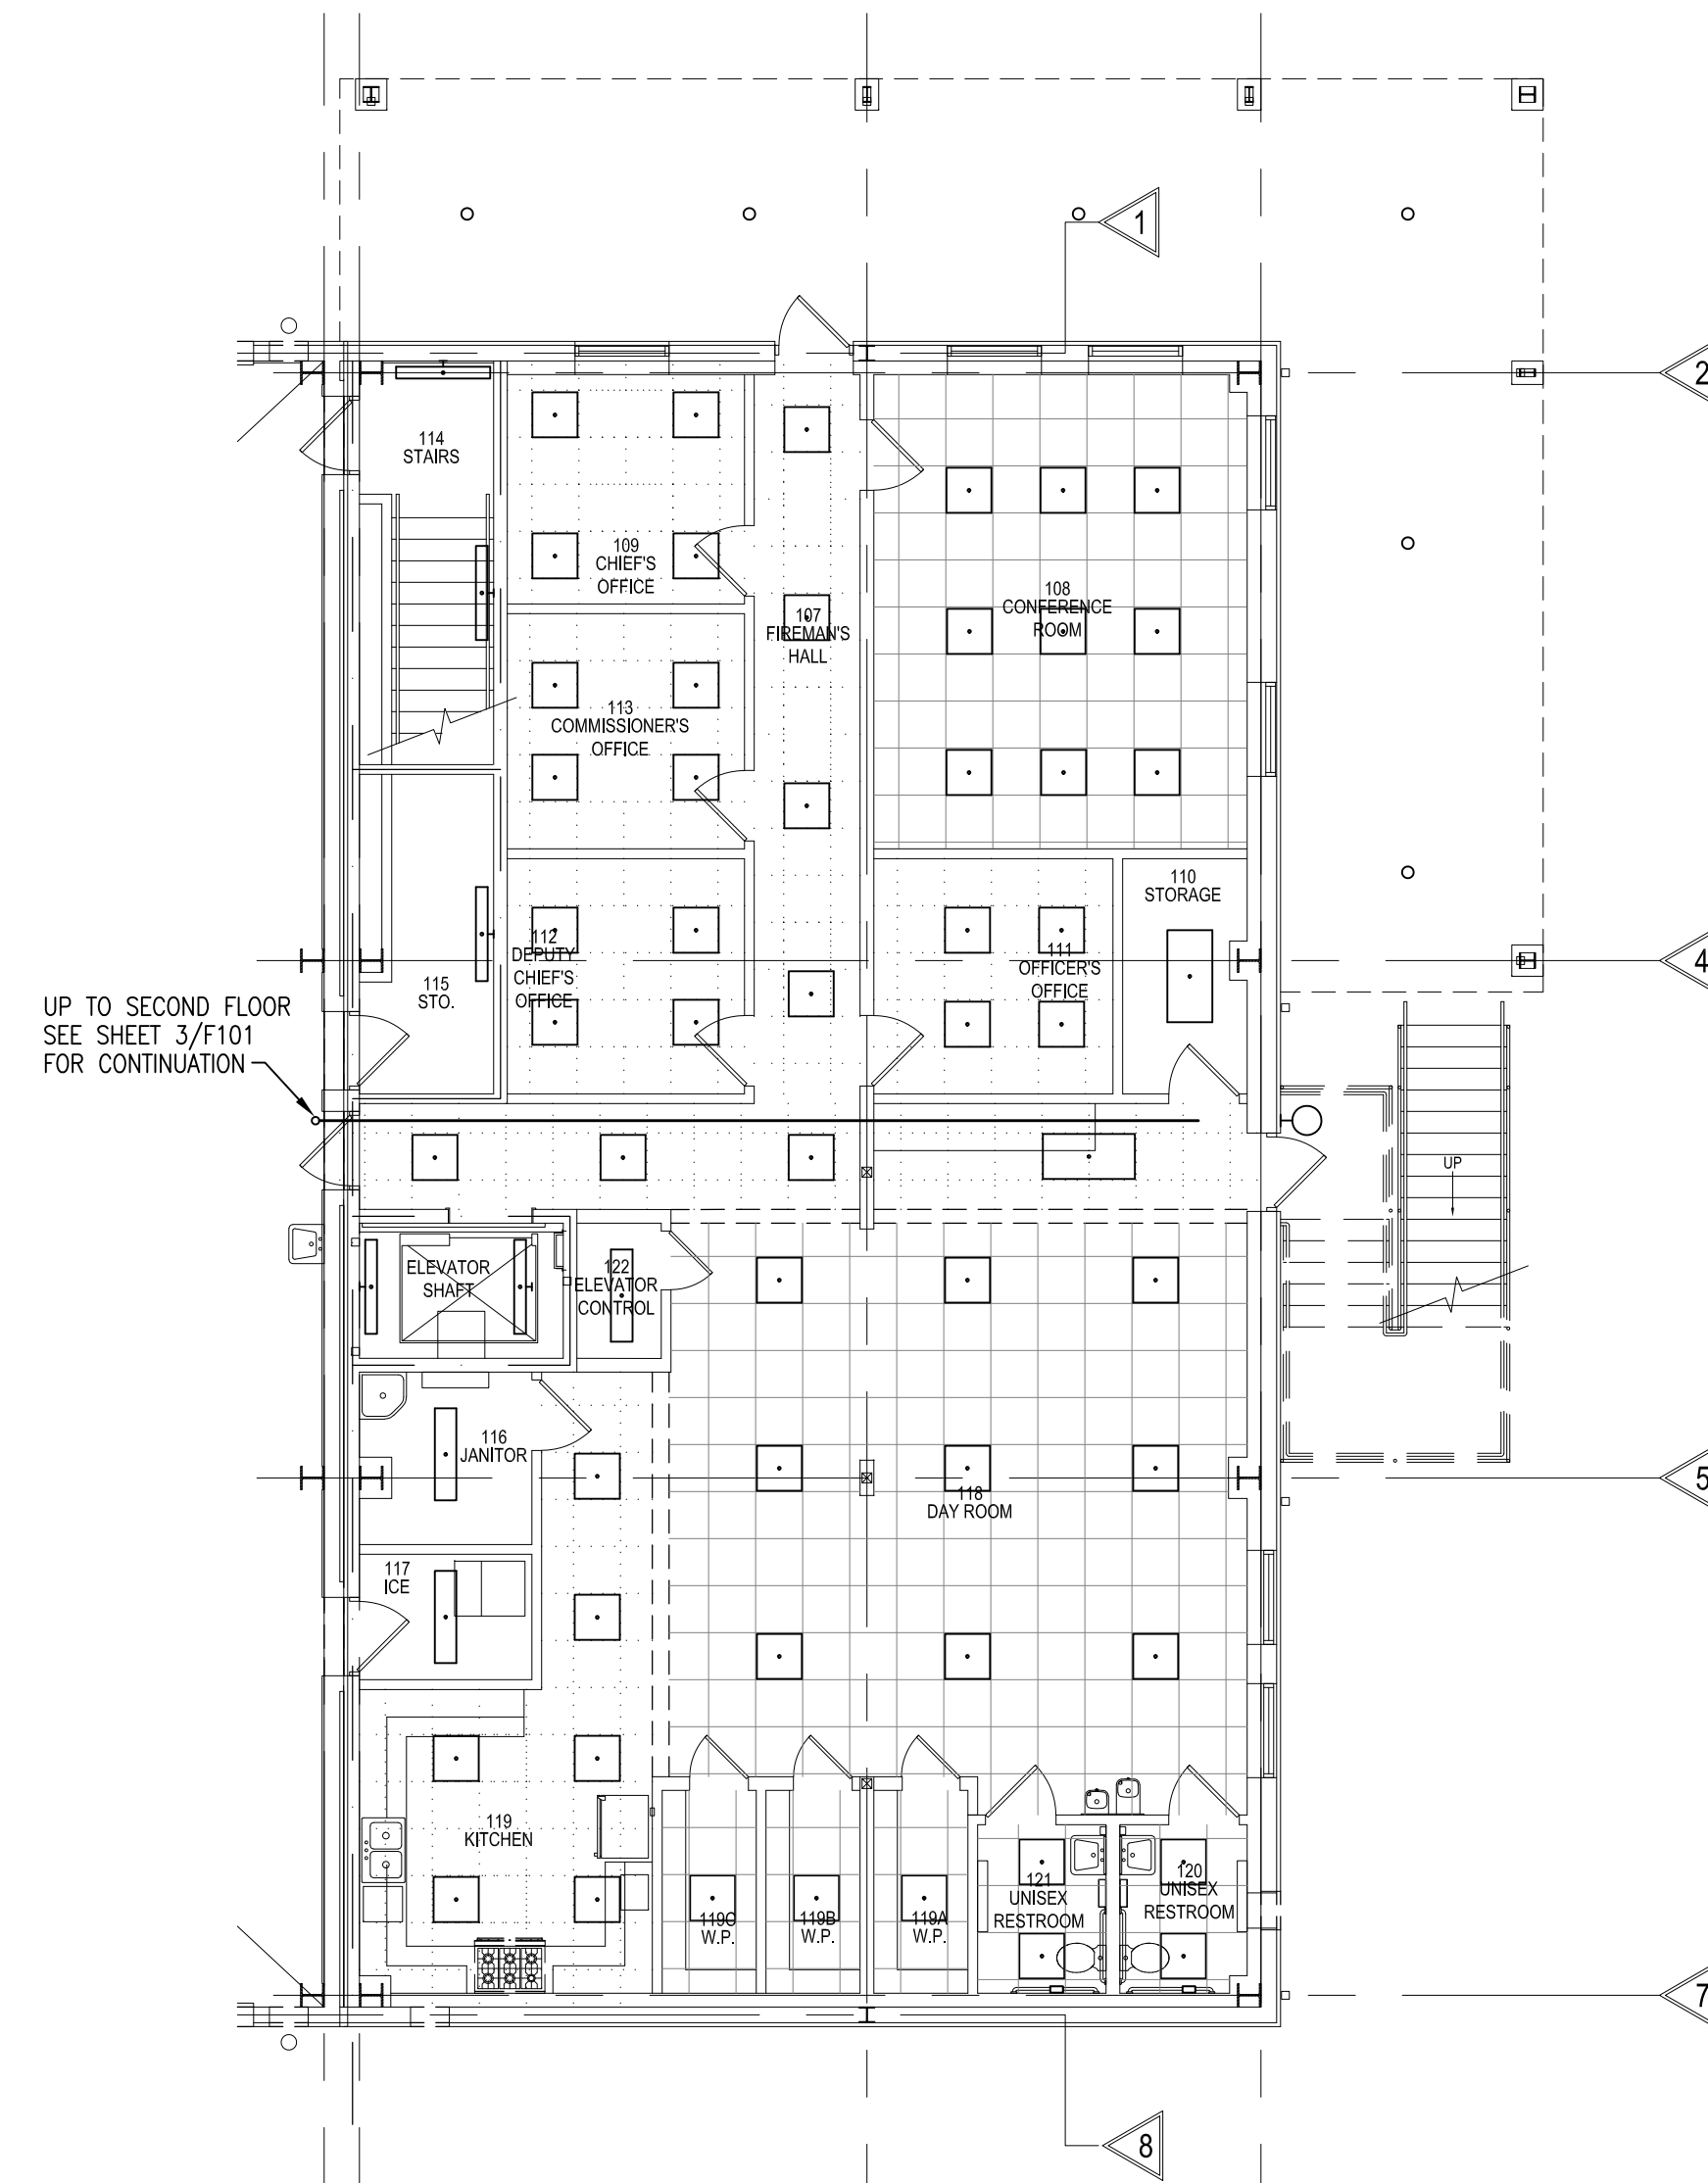 1
2
114
STAIRS
109
CHIEF'S
OFFICE
108
CONFERENCE
ROOM
107
FIREMAN'S
HALL
113
COMMISSIONER'S
OFFICE
110
STORAGE
112
DEPUTY
CHIEF'S
OFFICE
111
OFFICER'S
OFFICE
4
115
STO.
UP TO SECOND FLOOR
SEE SHEET 3/F101
FOR CONTINUATION
UP
ELEVATOR
SHAFT
122
ELEVATOR
CONTROL
116
JANITOR
5
118
DAY ROOM
117
ICE
119
KITCHEN
119C
W.P.
119B
W.P.
119A
W.P.
121
UNISEX
RESTROOM
120
UNISEX
RESTROOM
7
8